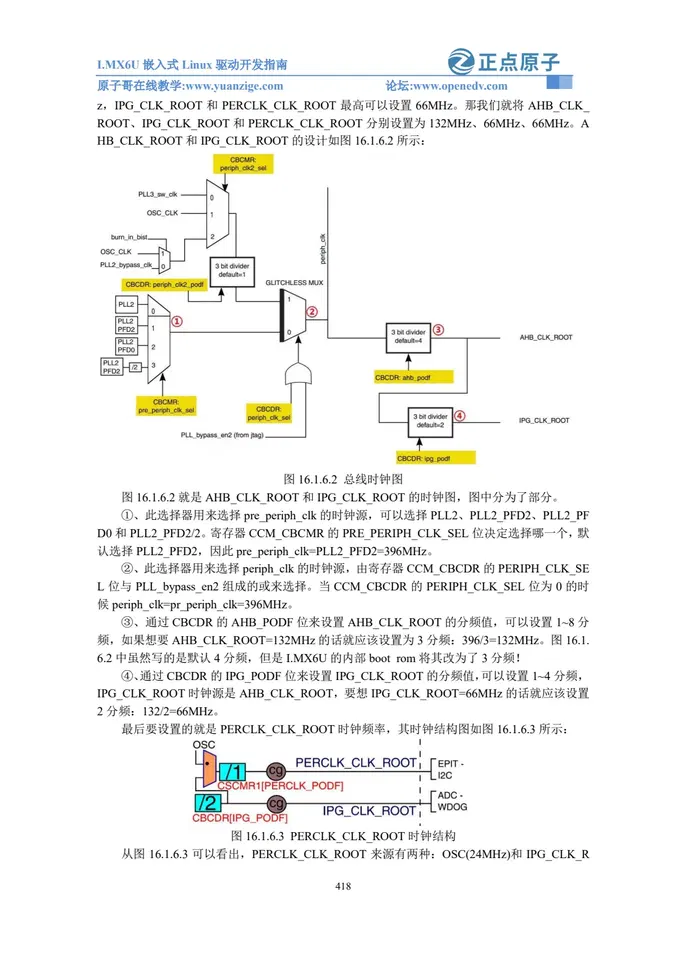 I.MX6U 嵌入式 Linux 驱动开发指南
正点原子
原子哥在线教学:www.yuanzige.com 论坛:www.openedv.com
z，IPG_CLK_ROOT 和 PERCLK_CLK_ROOT 最高可以设置 66MHz。那我们就将 AHB_CLK_
ROOT、IPG_CLK_ROOT 和 PERCLK_CLK_ROOT 分别设置为 132MHz、66MHz、66MHz。A
HB_CLK_ROOT 和 IPG_CLK_ROOT 的设计如图 16.1.6.2 所示：
CBCMR:
periph_clk2_sel
PLL3_sw_clk
0
OSC_CLK
1
burn_in_bist
2
OSC_CLK
1
PLL2_bypass_clk
0
periph_clk
3 bit divider
default=1
CBCDR: periph_clk2_podf
GLITCHLESS MUX
1
②
0
PLL2
0
①
PLL2
PFD2
1
PLL2
PFD0
2
PLL2
PFD2
/2
3
3 bit divider
default=4
③
AHB_CLK_ROOT
CBCDR: ahb_podf
CBCMR:
pre_periph_clk_sel
CBCDR:
periph_clk_sel
3 bit divider
default=2
④
IPG_CLK_ROOT
PLL_bypass_en2 (from jtag)
CBCDR: ipg_podf
图 16.1.6.2 总线时钟图
图 16.1.6.2 就是 AHB_CLK_ROOT 和 IPG_CLK_ROOT 的时钟图，图中分为了部分。
①、此选择器用来选择 pre_periph_clk 的时钟源，可以选择 PLL2、PLL2_PFD2、PLL2_PF
D0 和 PLL2_PFD2/2。寄存器 CCM_CBCMR 的 PRE_PERIPH_CLK_SEL 位决定选择哪一个，默
认选择 PLL2_PFD2，因此 pre_periph_clk=PLL2_PFD2=396MHz。
②、此选择器用来选择 periph_clk 的时钟源，由寄存器 CCM_CBCDR 的 PERIPH_CLK_SE
L 位与 PLL_bypass_en2 组成的或来选择。当 CCM_CBCDR 的 PERIPH_CLK_SEL 位为 0 的时
候 periph_clk=pr_periph_clk=396MHz。
③、通过 CBCDR 的 AHB_PODF 位来设置 AHB_CLK_ROOT 的分频值，可以设置 1~8 分
频，如果想要 AHB_CLK_ROOT=132MHz 的话就应该设置为 3 分频：396/3=132MHz。图 16.1.
6.2 中虽然写的是默认 4 分频，但是 I.MX6U 的内部 boot rom 将其改为了 3 分频！
④、通过 CBCDR 的 IPG_PODF 位来设置 IPG_CLK_ROOT 的分频值，可以设置 1~4 分频，
IPG_CLK_ROOT 时钟源是 AHB_CLK_ROOT，要想 IPG_CLK_ROOT=66MHz 的话就应该设置
2 分频：132/2=66MHz。
最后要设置的就是 PERCLK_CLK_ROOT 时钟频率，其时钟结构图如图 16.1.6.3 所示：
OSC
/1
cg
PERCLK_CLK_ROOT
EPIT -
I2C
CSCMR1[PERCLK_PODF]
/2
cg
IPG_CLK_ROOT
ADC -
WDOG
CBCDR[IPG_PODF]
图 16.1.6.3 PERCLK_CLK_ROOT 时钟结构
从图 16.1.6.3 可以看出，PERCLK_CLK_ROOT 来源有两种：OSC(24MHz)和 IPG_CLK_R
418